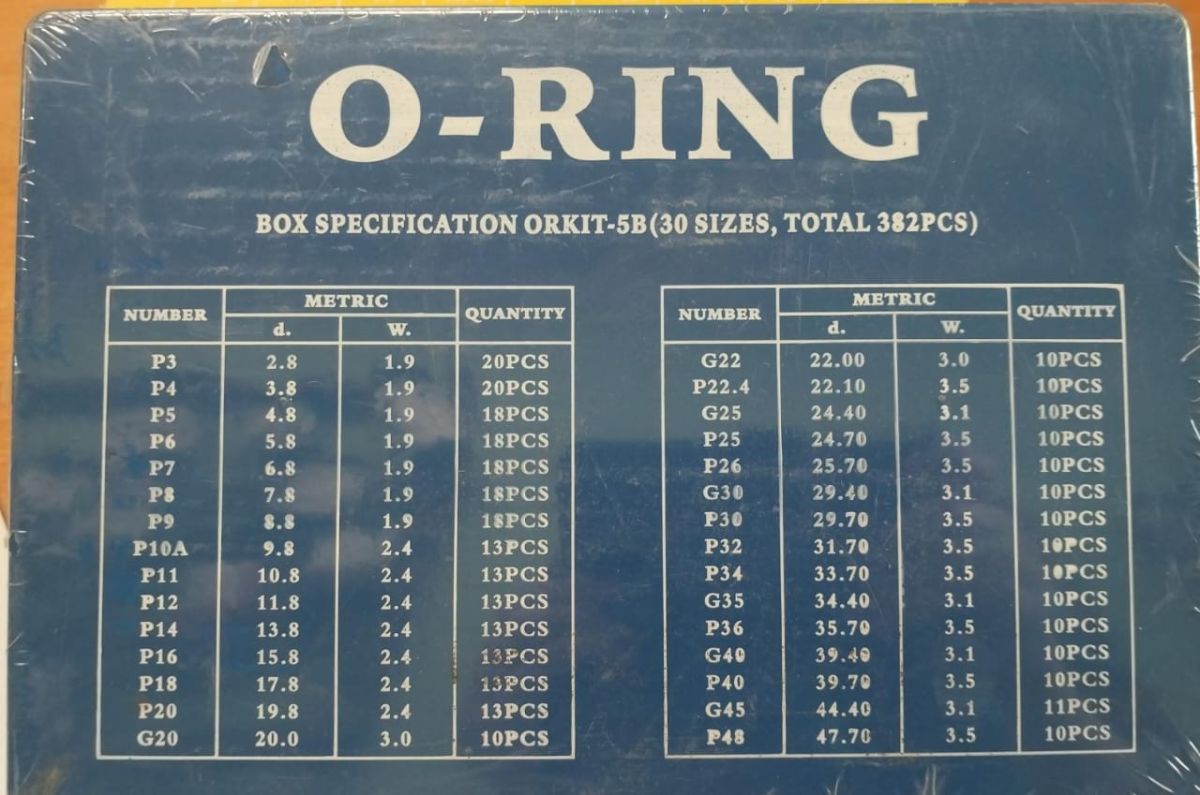 O-RING
BOX SPECIFICATION ORKIT-5B(30 SIZES, TOTAL 382PCS)
NUMBER METRIC QUANTITY
d. W.
P3 2.8 1.9 20PCS
P4 3.8 1.9 20PCS
P5 4.8 1.9 18PCS
P6 5.8 1.9 18PCS
P7 6.8 1.9 18PCS
P8 7.8 1.9 18PCS
P9 8.8 1.9 18PCS
P10A 9.8 2.4 13PCS
P11 10.8 2.4 13PCS
P12 11.8 2.4 13PCS
P14 13.8 2.4 13PCS
P16 15.8 2.4 13PCS
P18 17.8 2.4 13PCS
P20 19.8 2.4 13PCS
G20 20.0 3.0 10PCS
NUMBER METRIC QUANTITY
d. W.
G22 22.00 3.0 10PCS
P22.4 22.10 3.5 10PCS
G25 24.40 3.1 10PCS
P25 24.70 3.5 10PCS
P26 25.70 3.5 10PCS
G30 29.40 3.1 10PCS
P30 29.70 3.5 10PCS
P32 31.70 3.5 10PCS
P34 33.70 3.5 10PCS
G35 34.40 3.1 10PCS
P36 35.70 3.5 10PCS
G40 39.40 3.1 10PCS
P40 39.70 3.5 10PCS
G45 44.40 3.1 11PCS
P48 47.70 3.5 10PCS